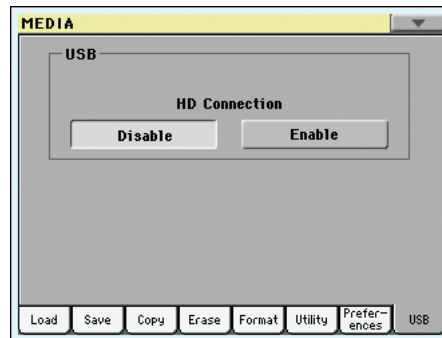 MEDIA
USB
HD Connection
Disable Enable
Load Save Copy Erase Format Utility Prefer-
ences USB